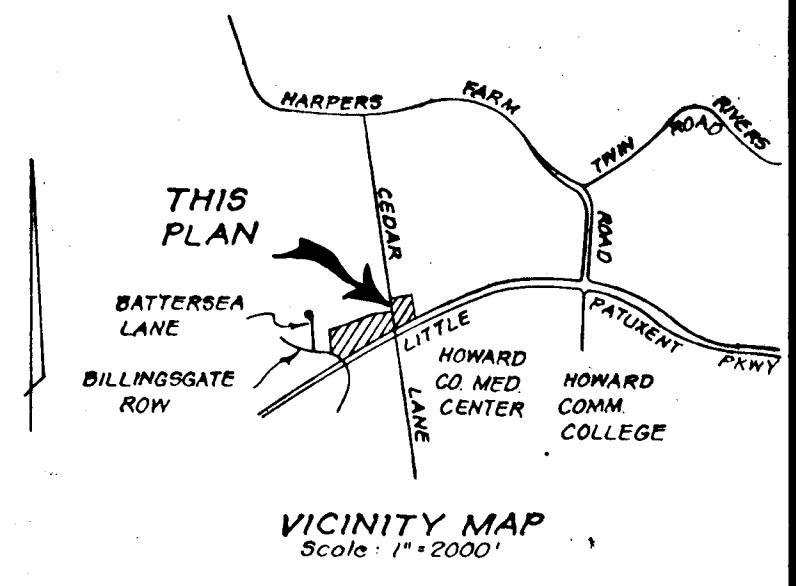 HARPERS FARM
TWIN RIVERS
ROAD
ROAD
THIS
PLAN
CEDAR
BATTERSEA
LANE
LITTLE PATUXENT PKWY
BILLINGSGATE
ROW
LANE
HOWARD
CO. MED.
CENTER
HOWARD
COMM.
COLLEGE
VICINITY MAP
Scale: 1" = 2000'